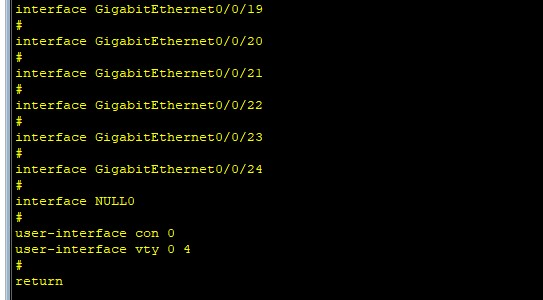 interface GigabitEthernet0/0/19
#
interface GigabitEthernet0/0/20
#
interface GigabitEthernet0/0/21
#
interface GigabitEthernet0/0/22
#
interface GigabitEthernet0/0/23
#
interface GigabitEthernet0/0/24
#
interface NULL0
#
user-interface con 0
user-interface vty 0 4
#
return